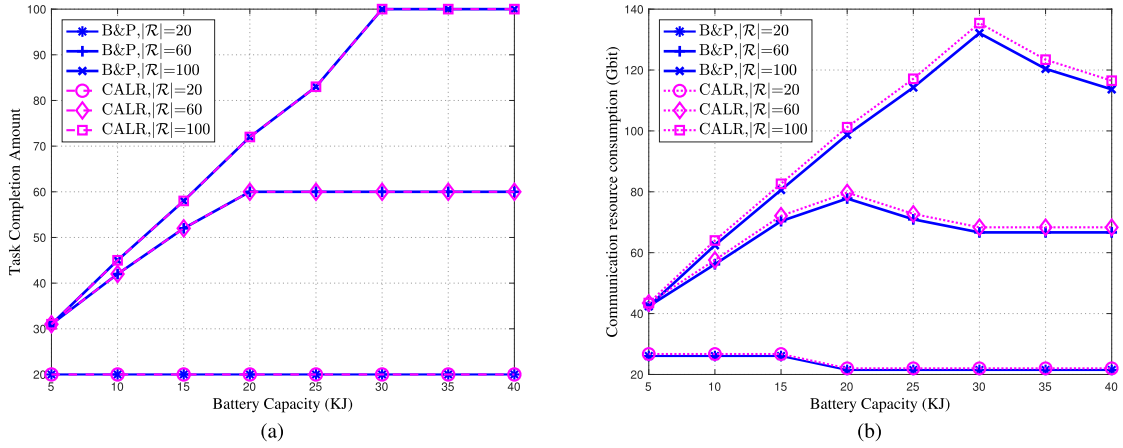 100
90
80
70
60
50
40
30
20
5
10
15
20
25
30
35
40
Task Completion Amount
Battery Capacity (KJ)
B&P,|ℛ|=20
B&P,|ℛ|=60
B&P,|ℛ|=100
CALR,|ℛ|=20
CALR,|ℛ|=60
CALR,|ℛ|=100
(a)
140
120
100
80
60
40
20
5
10
15
20
25
30
35
40
Communication resource consumption (Gbit)
Battery Capacity (KJ)
B&P,|ℛ|=20
B&P,|ℛ|=60
B&P,|ℛ|=100
CALR,|ℛ|=20
CALR,|ℛ|=60
CALR,|ℛ|=100
(b)